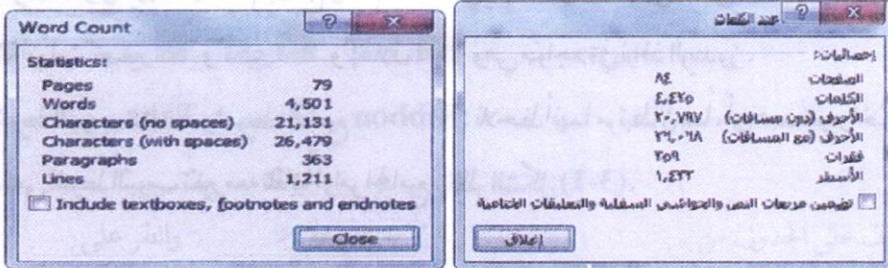 Word Count
Statistics:
Pages 79
Words 4,501
Characters (no spaces) 21,131
Characters (with spaces) 26,479
Paragraphs 363
Lines 1,211
Include textboxes, footnotes and endnotes
Close
عدد الكلمات
إحصائيات:
الصفحات ٨٤
الكلمات ٤,٤٢٥
الأحرف (بدون مسافات) ٢٠,٧٩٧
الأحرف (مع المسافات) ٢٦,٠٦٨
فقرات ٣٥٩
الأسطر ١,٤٣٣
تضمين مربعات النص والحواشي السفلية والتعليقات الختامية
إغلاق